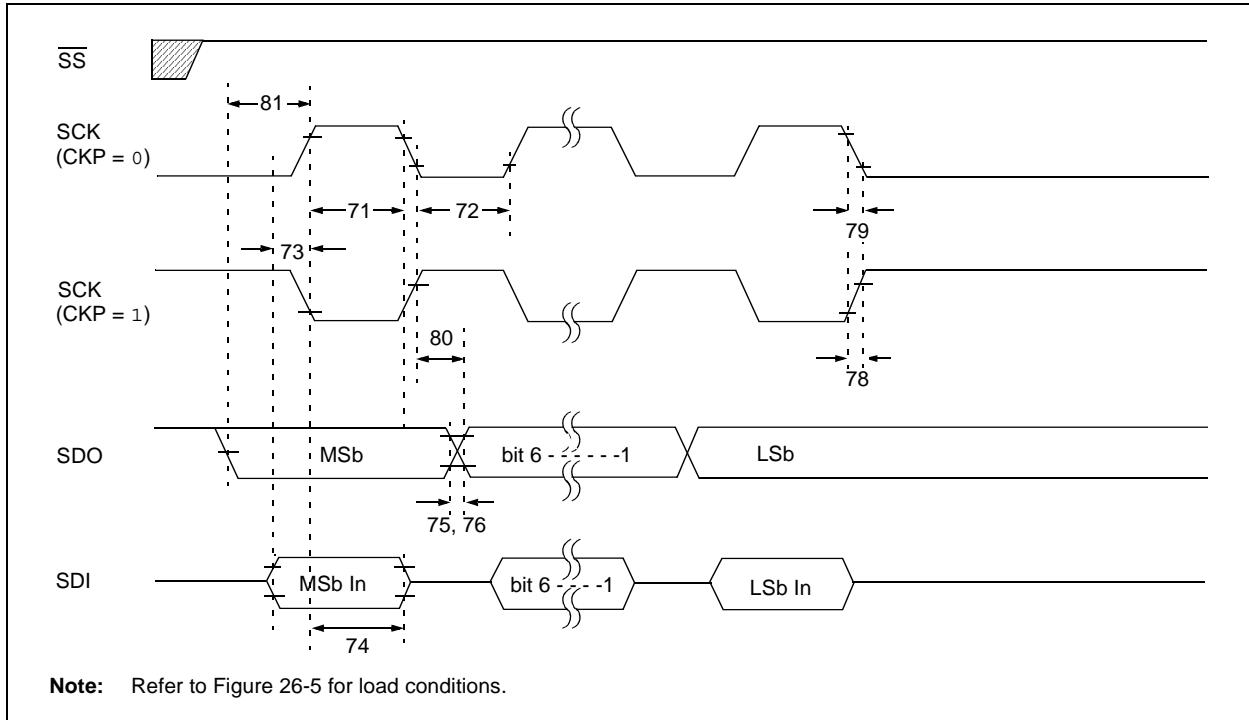 SS
81
SCK
(CKP = 0)
71
72
79
73
SCK
(CKP = 1)
80
78
SDO
MSb
bit 6 - - - - - -1
LSb
75, 76
SDI
MSb In
bit 6 - - - - -1
LSb In
74
Note: Refer to Figure 26-5 for load conditions.